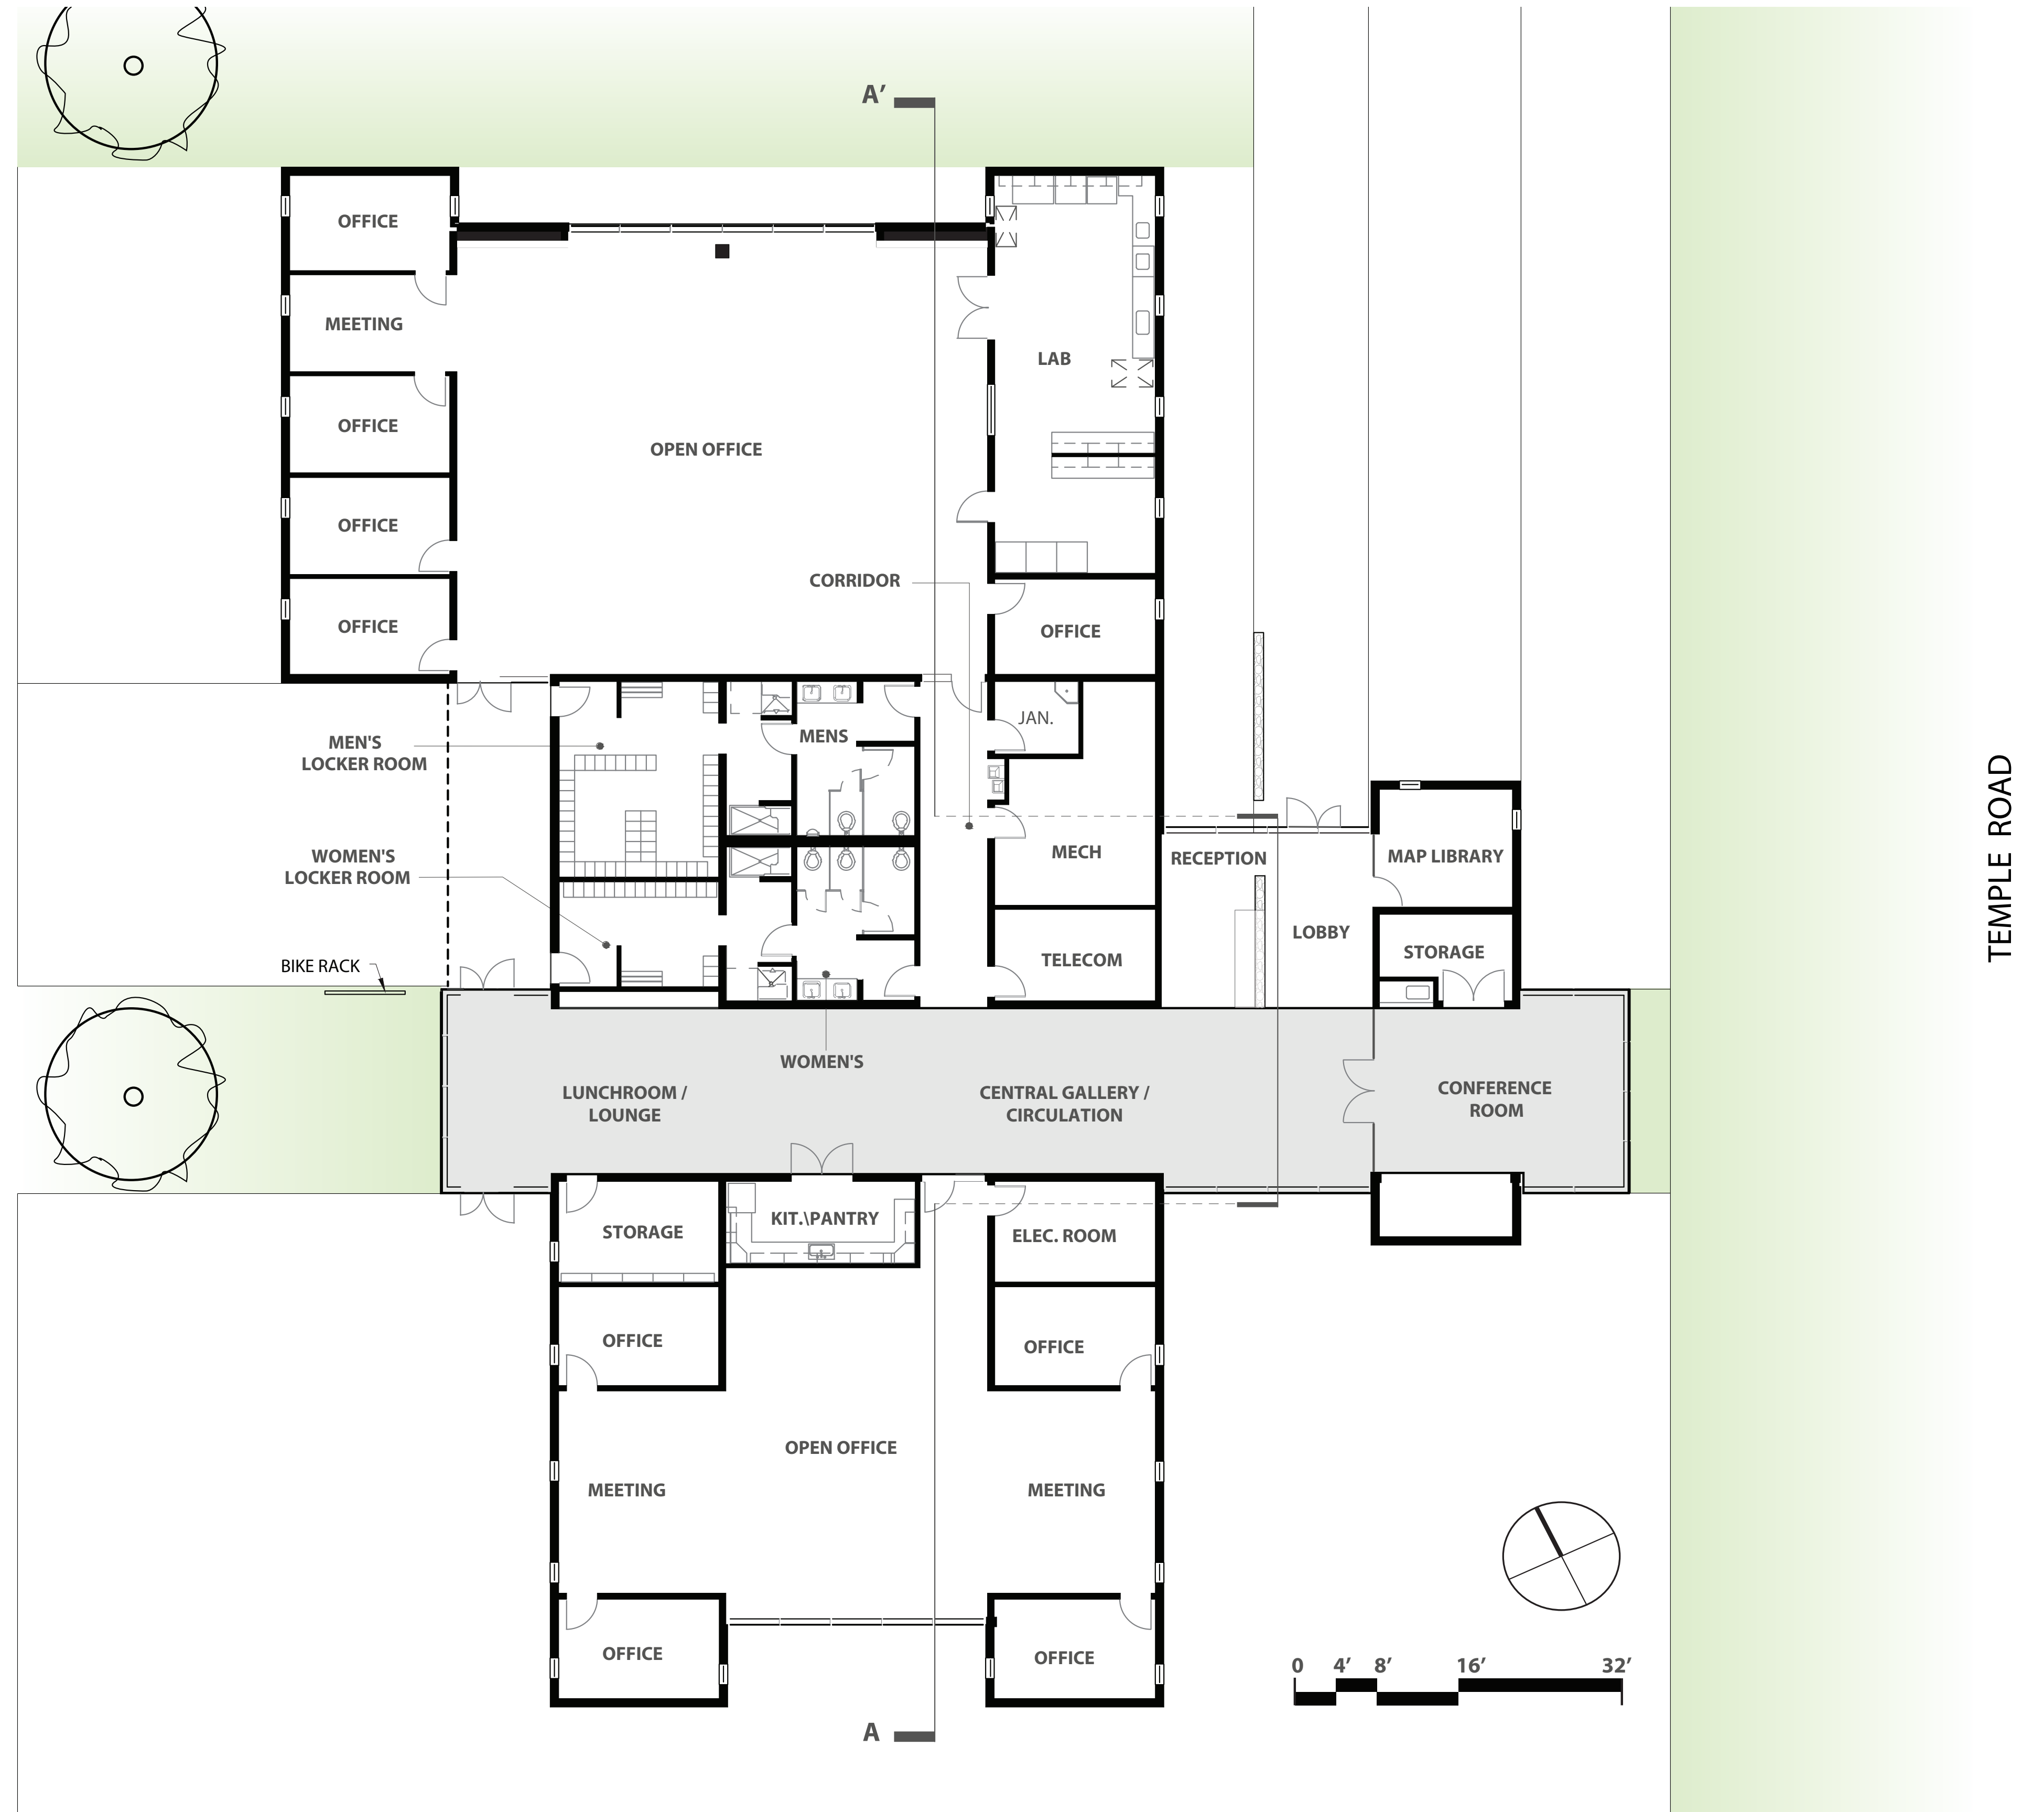 A’
OFFICE
MEETING
LAB
OFFICE
OPEN OFFICE
OFFICE
CORRIDOR
OFFICE
OFFICE
JAN.
MENS
MEN'S
LOCKER ROOM
TEMPLE ROAD
MECH
RECEPTION
MAP LIBRARY
WOMEN'S
LOCKER ROOM
LOBBY
STORAGE
TELECOM
BIKE RACK
WOMEN'S
LUNCHROOM /
LOUNGE
CENTRAL GALLERY /
CIRCULATION
CONFERENCE
ROOM
STORAGE
KIT.\PANTRY
ELEC. ROOM
OFFICE
OFFICE
OPEN OFFICE
MEETING
MEETING
OFFICE
OFFICE
0 4’ 8’ 16’ 32’
A